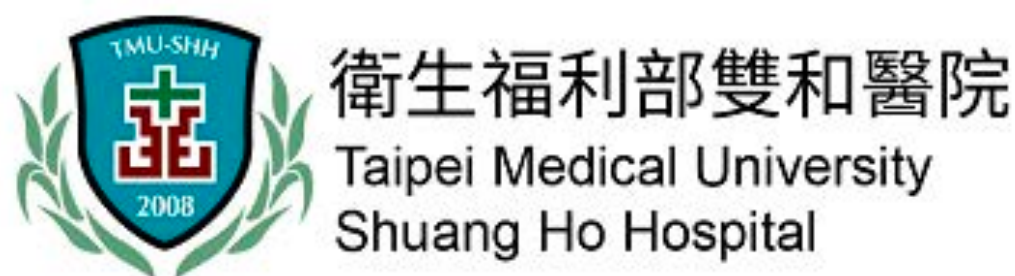 TMU-SHH
2008
衛生福利部雙和醫院
Taipei Medical University
Shuang Ho Hospital